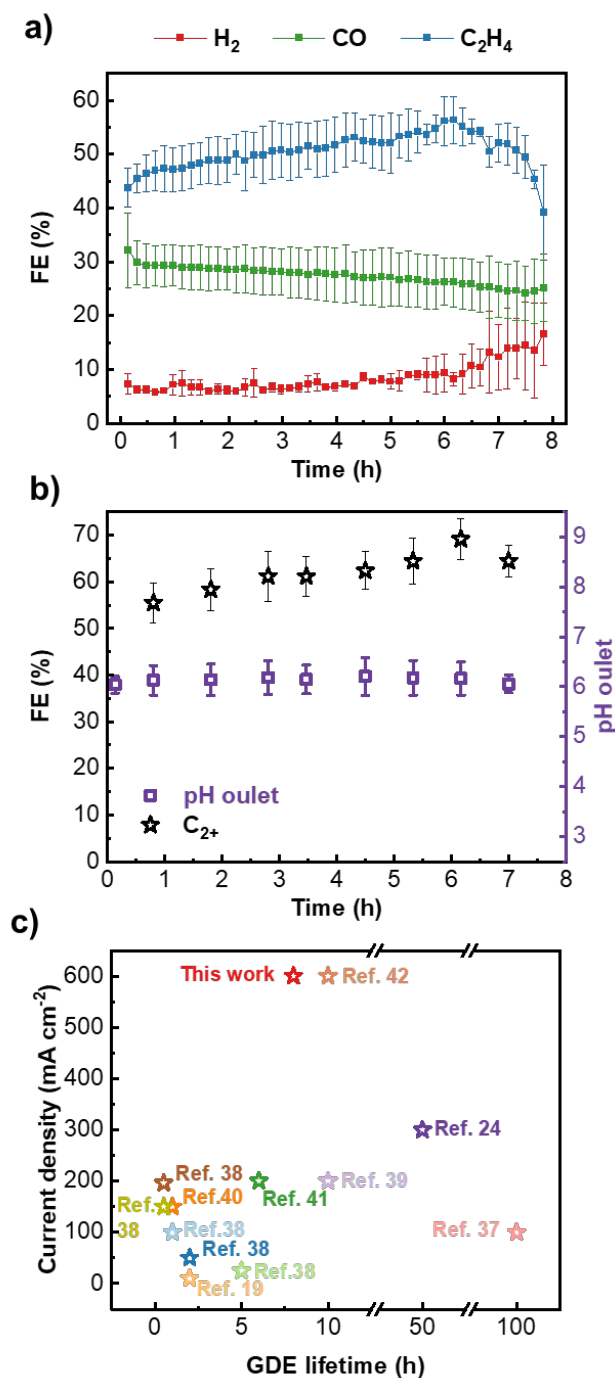 a)
H2 CO C2H4
60
50
40
30
20
10
0
FE (%)
0 1 2 3 4 5 6 7 8
Time (h)
b)
70
60
50
40
30
20
10
0
FE (%)
9
8
7
6
5
4
3
pH oulet
pH oulet
C2+
0 1 2 3 4 5 6 7 8
Time (h)
c)
600
500
400
300
200
100
0
Current density (mA cm-2)
This work
Ref. 42
Ref. 24
Ref. 38
Ref. 39
Ref.
38
Ref.40
Ref. 41
Ref.38
Ref. 37
Ref. 38
Ref.38
Ref. 19
0 5 10 50 100
GDE lifetime (h)